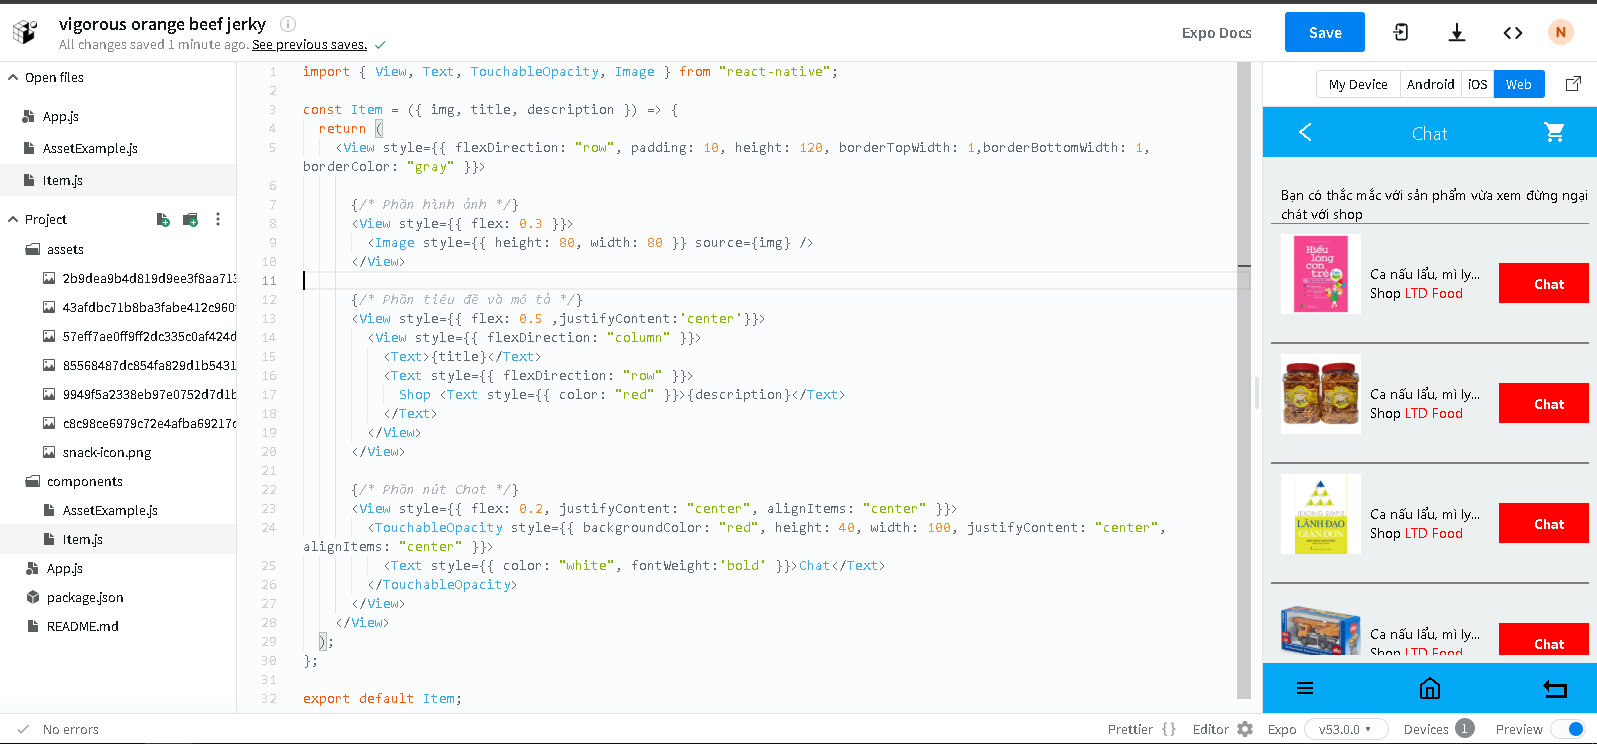 vigorous orange beef jerky
All changes saved 1 minute ago. See previous saves.
Expo Docs
Save
N
Open files
App.js
AssetExample.js
Item.js
Project
assets
2b9dea9b4d819d9ee3f8aa713
43afdbc71b8ba3fabe412c960
57eff7ae0ff9ff2dc335c0af424d
85568487dc854fa829d1b5431
9949f5a2338eb97e0752d7d1b
c8c98ce6979c72e4afba69217c
snack-icon.png
components
AssetExample.js
Item.js
App.js
package.json
README.md
1 import { View, Text, TouchableOpacity, Image } from "react-native";
2
3 const Item = ({ img, title, description }) => {
4 return (
5 <View style={{ flexDirection: "row", padding: 10, height: 120, borderTopWidth: 1,borderBottomWidth: 1,
borderColor: "gray" }}>
6
7 {/* Phần hình ảnh */}
8 <View style={{ flex: 0.3 }}>
9 <Image style={{ height: 80, width: 80 }} source={img} />
10 </View>
11
12 {/* Phần tiêu đề và mô tả */}
13 <View style={{ flex: 0.5 ,justifyContent:'center'}}>
14 <View style={{ flexDirection: "column" }}>
15 <Text>{title}</Text>
16 <Text style={{ flexDirection: "row" }}>
17 Shop <Text style={{ color: "red" }}>{description}</Text>
18 </Text>
19 </View>
20 </View>
21
22 {/* Phần nút Chat */}
23 <View style={{ flex: 0.2, justifyContent: "center", alignItems: "center" }}>
24 <TouchableOpacity style={{ backgroundColor: "red", height: 40, width: 100, justifyContent: "center",
alignItems: "center" }}>
25 <Text style={{ color: "white", fontWeight:'bold' }}>Chat</Text>
26 </TouchableOpacity>
27 </View>
28 </View>
29 );
30 };
31
32 export default Item;
My Device Android iOS Web
Chat
Bạn có thắc mắc với sản phẩm vừa xem đừng ngại
chát với shop
Hiểu
lòng
con
trẻ
Ca nấu lẩu, mì ly...
Shop LTD Food
Chat
Ca nấu lẩu, mì ly...
Shop LTD Food
Chat
LEADING SIMPLE
LÃNH ĐẠO
GIẢN ĐƠN
Ca nấu lẩu, mì ly...
Shop LTD Food
Chat
Ca nấu lẩu, mì ly...
Shop LTD Food
Chat
No errors
Prettier {} Editor Expo v53.0.0 Devices 1 Preview